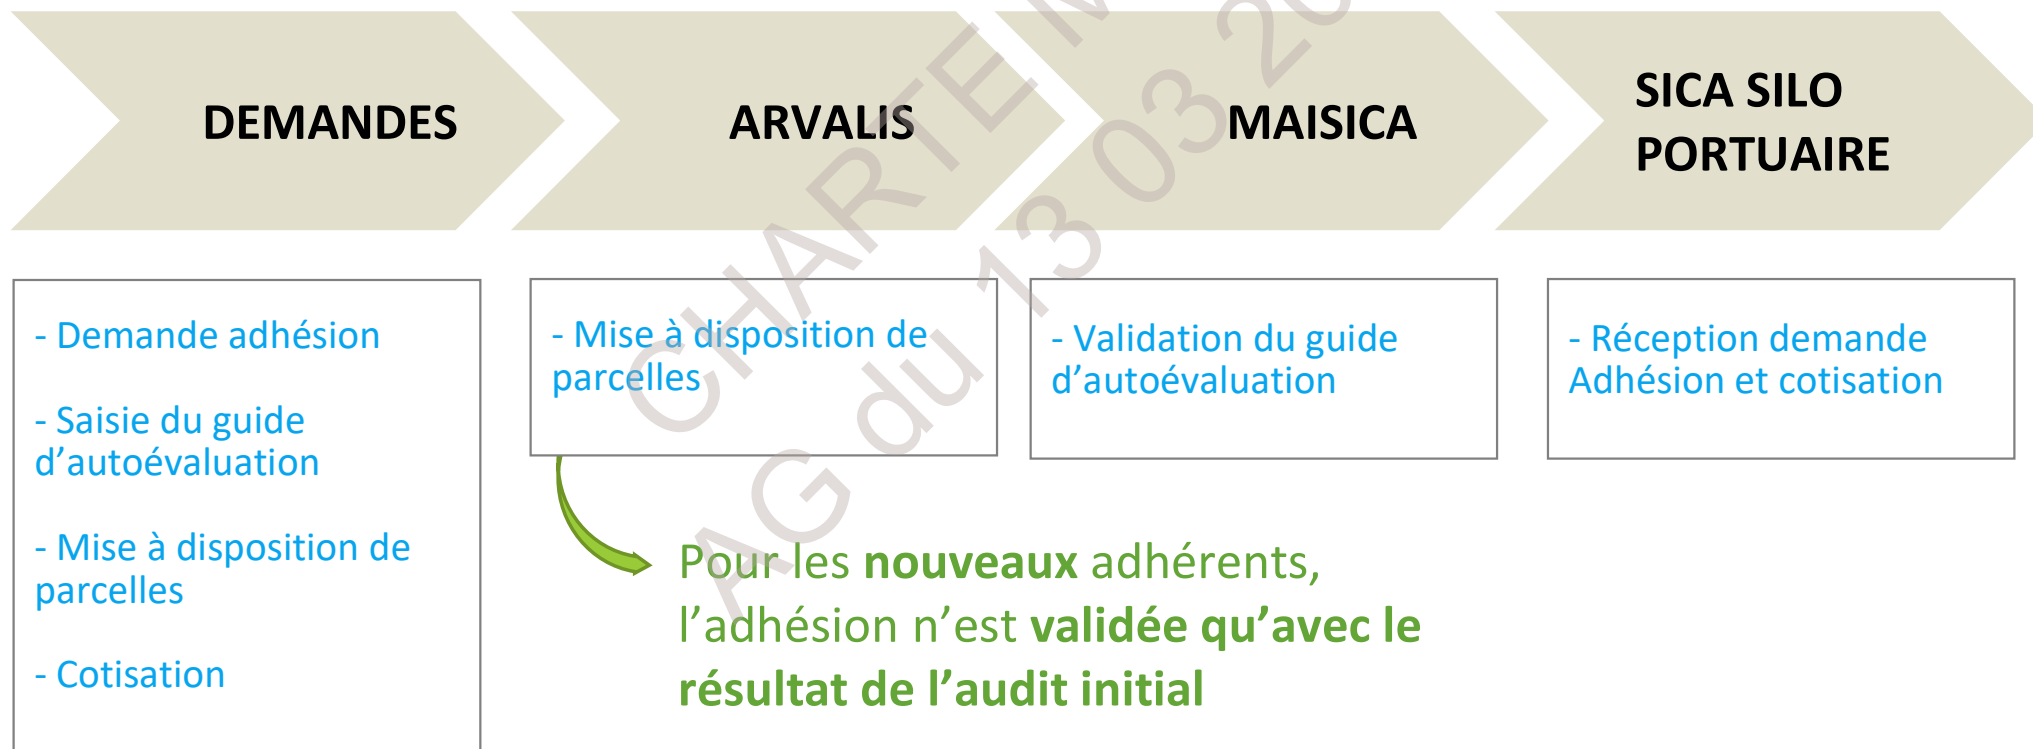 DEMANDES
ARVALIS
MAISICA
SICA SILO
PORTUAIRE
- Demande adhésion
- Saisie du guide
d’autoévaluation
- Mise à disposition de
parcelles
- Cotisation
- Mise à disposition de
parcelles
- Validation du guide
d’autoévaluation
- Réception demande
Adhésion et cotisation
Pour les nouveaux adhérents,
l’adhésion n’est validée qu’avec le
résultat de l’audit initial
CHARTE
AG du 13 03